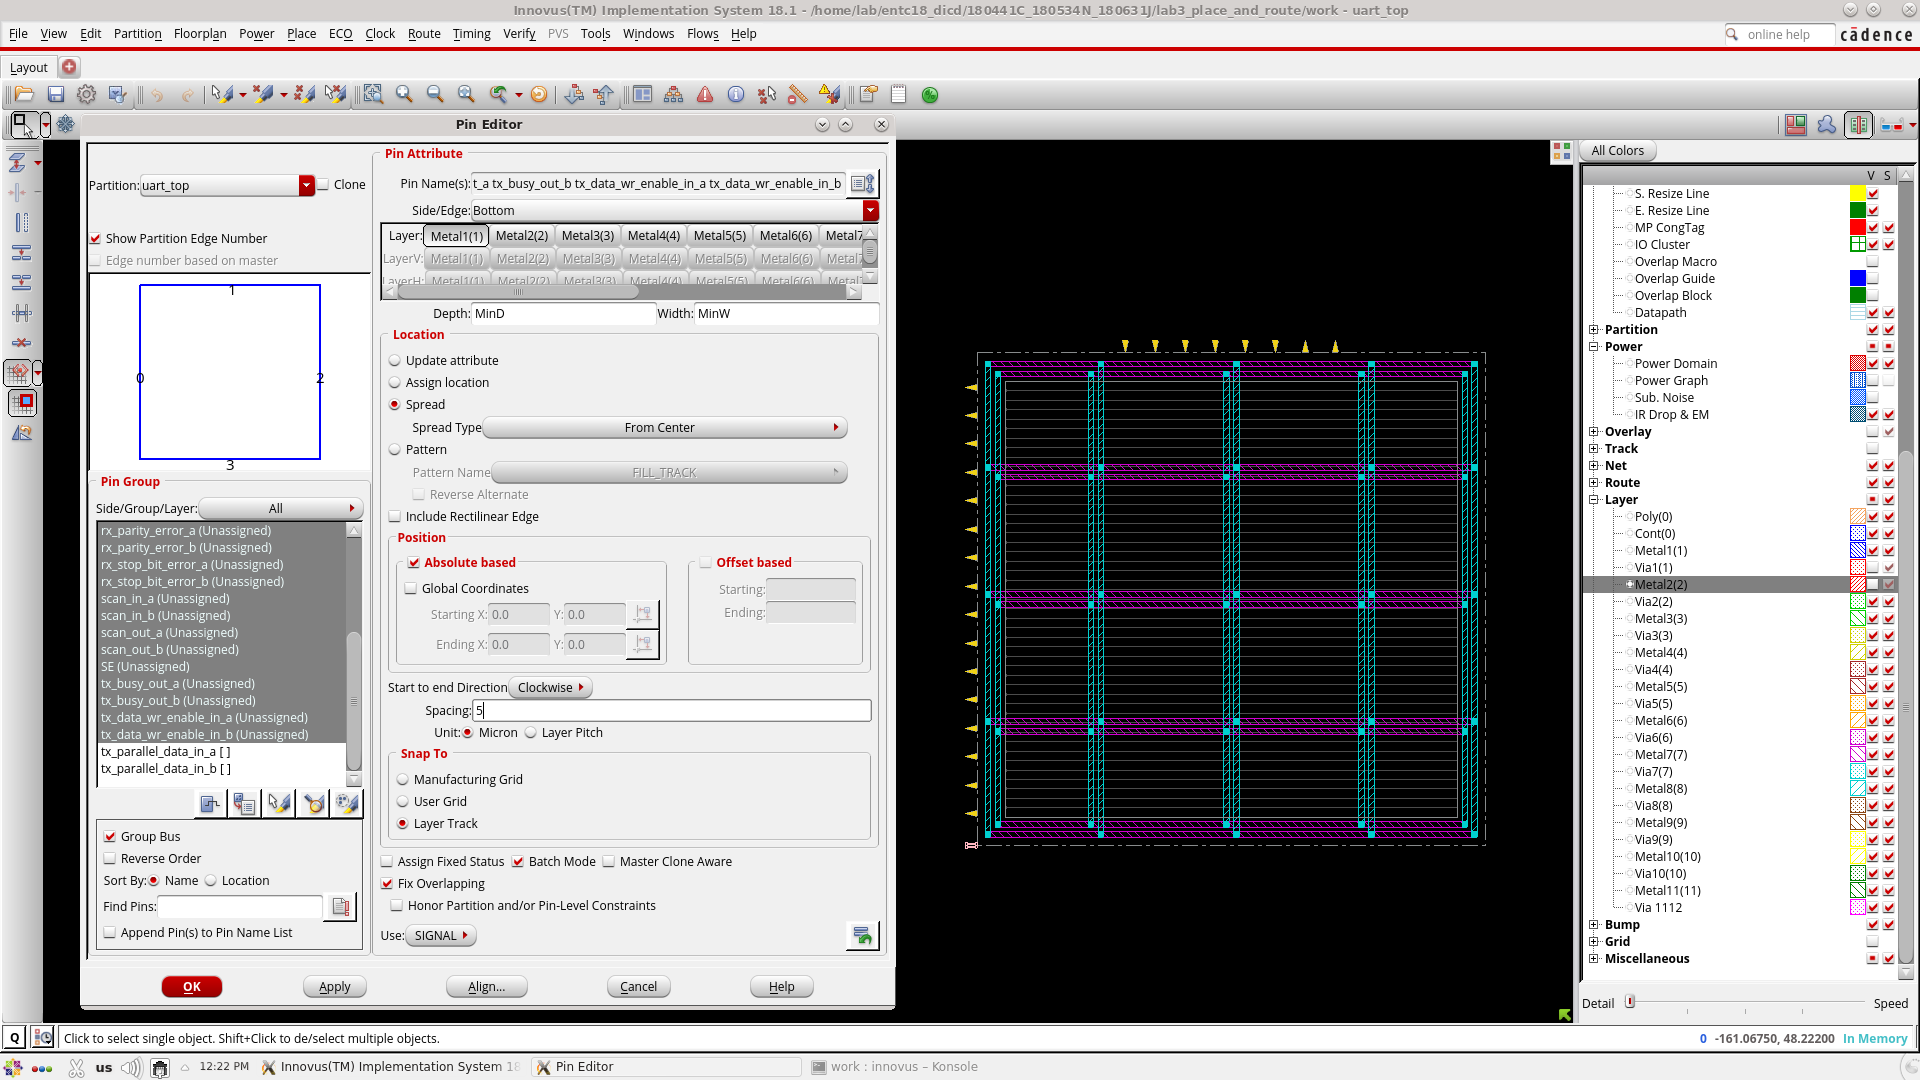 Innovus(TM) Implementation System 18.1 - /home/lab/entc18_dicd/180441C_180534N_180631J/lab3_place_and_route/work - uart_top
File View Edit Partition Floorplan Power Place ECO Clock Route Timing Verify PVS Tools Windows Flows Help
online help
cādence
Layout
Pin Editor
Partition: uart_top
Clone
Show Partition Edge Number
Edge number based on master
1
0
2
3
Pin Group
Side/Group/Layer: All
rx_parity_error_a (Unassigned)
rx_parity_error_b (Unassigned)
rx_stop_bit_error_a (Unassigned)
rx_stop_bit_error_b (Unassigned)
scan_in_a (Unassigned)
scan_in_b (Unassigned)
scan_out_a (Unassigned)
scan_out_b (Unassigned)
SE (Unassigned)
tx_busy_out_a (Unassigned)
tx_busy_out_b (Unassigned)
tx_data_wr_enable_in_a (Unassigned)
tx_data_wr_enable_in_b (Unassigned)
tx_parallel_data_in_a [ ]
tx_parallel_data_in_b [ ]
Group Bus
Reverse Order
Sort By: Name Location
Find Pins:
Append Pin(s) to Pin Name List
Pin Attribute
Pin Name(s): t_a tx_busy_out_b tx_data_wr_enable_in_a tx_data_wr_enable_in_b
Side/Edge: Bottom
Layer: Metal1(1) Metal2(2) Metal3(3) Metal4(4) Metal5(5) Metal6(6) Metal7
LayerV: Metal1(1) Metal2(2) Metal3(3) Metal4(4) Metal5(5) Metal6(6) Metal7
LayerH: Metal1(1) Metal2(2) Metal3(3) Metal4(4) Metal5(5) Metal6(6) Metal7
Depth: MinD Width: MinW
Location
Update attribute
Assign location
Spread
Spread Type From Center
Pattern
Pattern Name FILL_TRACK
Reverse Alternate
Include Rectilinear Edge
Position
Absolute based
Global Coordinates
Starting X: 0.0 Y: 0.0
Ending X: 0.0 Y: 0.0
Offset based
Starting:
Ending:
Start to end Direction Clockwise
Spacing: 5
Unit: Micron Layer Pitch
Snap To
Manufacturing Grid
User Grid
Layer Track
Assign Fixed Status Batch Mode Master Clone Aware
Fix Overlapping
Honor Partition and/or Pin-Level Constraints
Use: SIGNAL
OK Apply Align... Cancel Help
All Colors
V S
S. Resize Line
E. Resize Line
MP CongTag
IO Cluster
Overlap Macro
Overlap Guide
Overlap Block
Datapath
Partition
Power
Power Domain
Power Graph
Sub. Noise
IR Drop & EM
Overlay
Track
Net
Route
Layer
Poly(0)
Cont(0)
Metal1(1)
Via1(1)
Metal2(2)
Via2(2)
Metal3(3)
Via3(3)
Metal4(4)
Via4(4)
Metal5(5)
Via5(5)
Metal6(6)
Via6(6)
Metal7(7)
Via7(7)
Metal8(8)
Via8(8)
Metal9(9)
Via9(9)
Metal10(10)
Via10(10)
Metal11(11)
Via 1112
Bump
Grid
Miscellaneous
Detail Speed
Q Click to select single object. Shift+Click to de/select multiple objects.
0 -161.06750, 48.22200 In Memory
us 12:22 PM Innovus(TM) Implementation System 18 Pin Editor work : innovus – Konsole